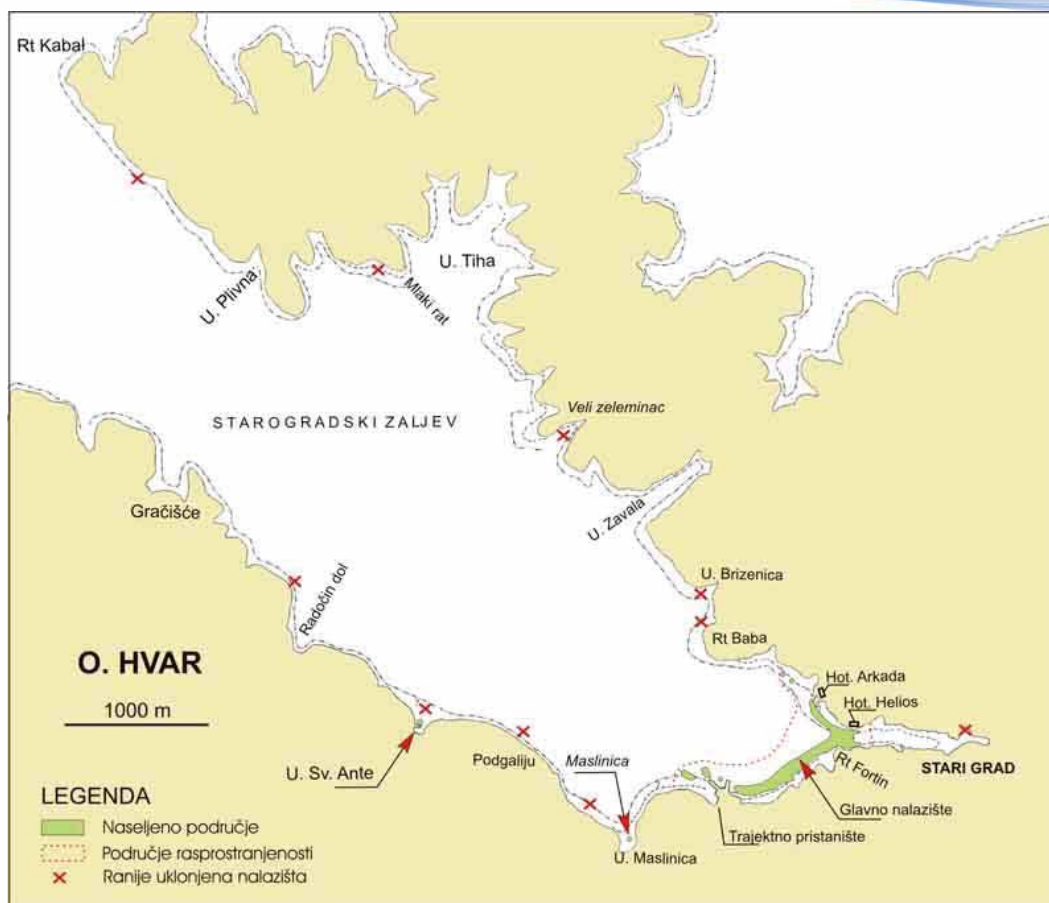 Rt Kabal
U. Tiha
U. Plivna
Mlaki rat
Veli zeleminac
STAROGRADSKI ZALJEV
Gračišće
U. Zavala
U. Brizenica
Radočin dol
Rt Baba
O. HVAR
Hot. Arkada
1000 m
Hot. Helios
Podgaliju
Maslinica
STARI GRAD
U. Sv. Ante
Rt Fortin
Glavno nalazište
Trajektno pristanište
U. Maslinica
LEGENDA
Naseljeno područje
Područje rasprostranjenosti
Ranije uklonjena nalazišta